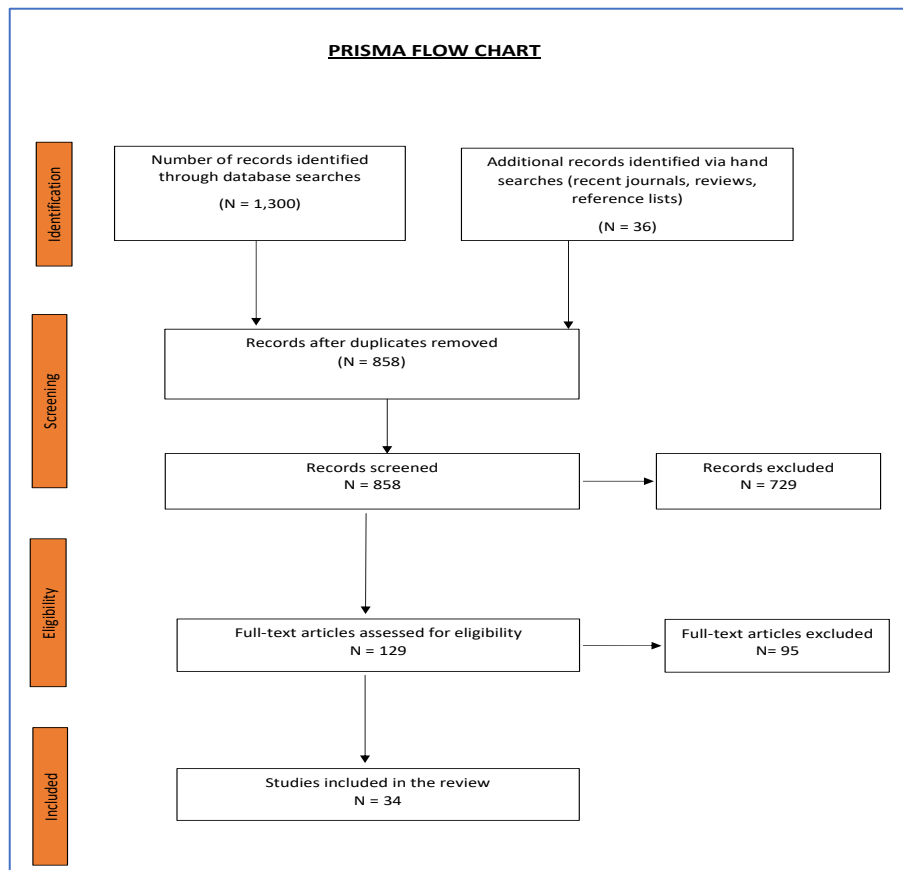 PRISMA FLOW CHART
Identification
Number of records identified
through database searches
(N = 1,300)
Additional records identified via hand
searches (recent journals, reviews,
reference lists)
(N = 36)
Screening
Records after duplicates removed
(N = 858)
Records screened
N = 858
Records excluded
N = 729
Eligibility
Full-text articles assessed for eligibility
N = 129
Full-text articles excluded
N= 95
Included
Studies included in the review
N = 34